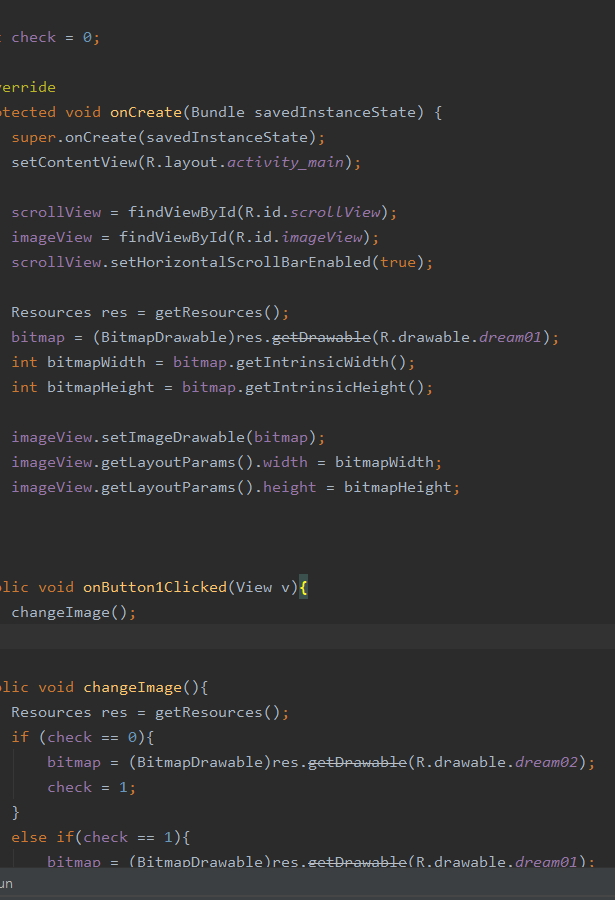 check = 0;
erride
tected void onCreate(Bundle savedInstanceState) {
super.onCreate(savedInstanceState);
setContentView(R.layout.activity_main);
scrollView = findViewById(R.id.scrollView);
imageView = findViewById(R.id.imageView);
scrollView.setHorizontalScrollBarEnabled(true);
Resources res = getResources();
bitmap = (BitmapDrawable)res.getDrawable(R.drawable.dream01);
int bitmapWidth = bitmap.getIntrinsicWidth();
int bitmapHeight = bitmap.getIntrinsicHeight();
imageView.setImageDrawable(bitmap);
imageView.getLayoutParams().width = bitmapWidth;
imageView.getLayoutParams().height = bitmapHeight;
lic void onButton1Clicked(View v){
changeImage();
lic void changeImage(){
Resources res = getResources();
if (check == 0){
bitmap = (BitmapDrawable)res.getDrawable(R.drawable.dream02);
check = 1;
}
else if(check == 1){
bitmap = (BitmapDrawable)res.getDrawable(R.drawable.dream01);
un